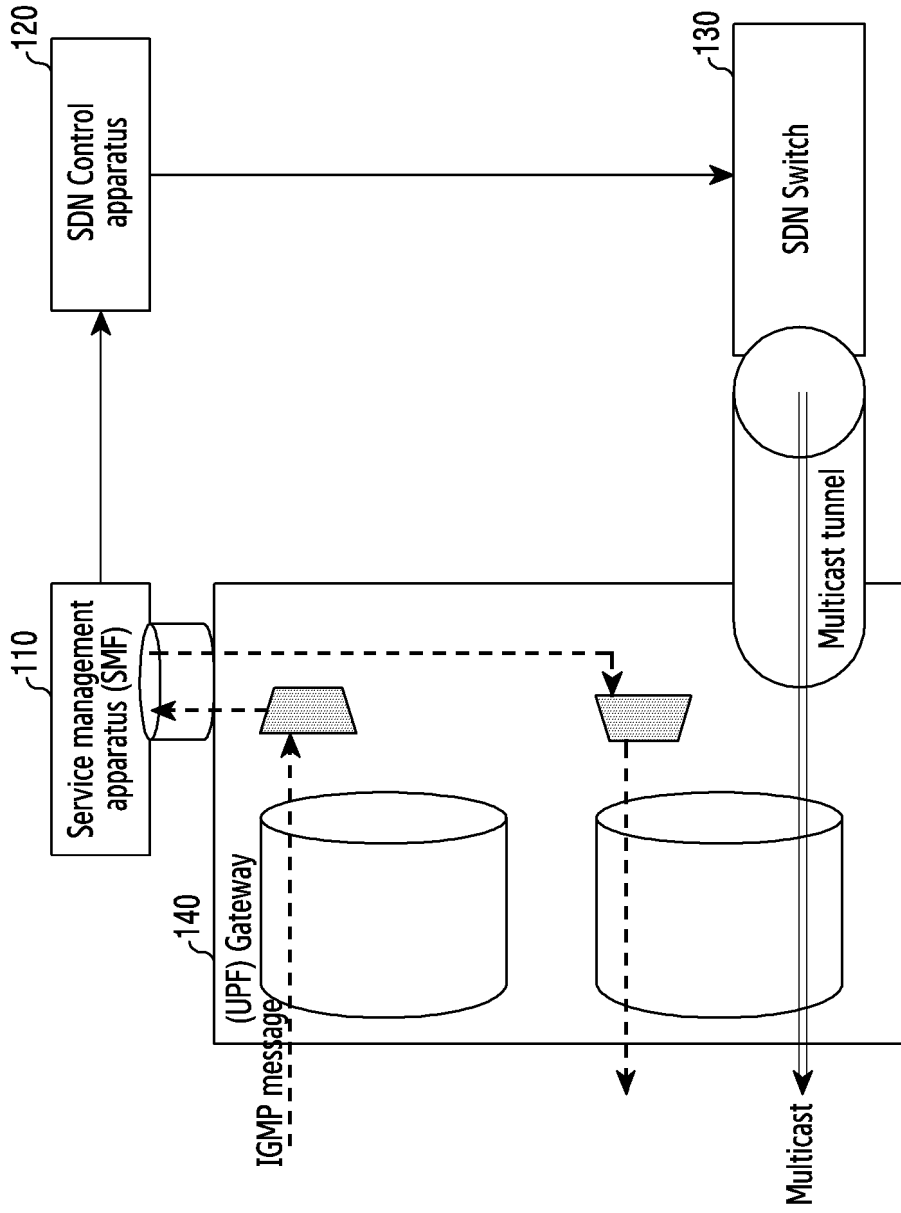 110
Service management
apparatus (SMF)
120
SDN Control
apparatus
140
(UPF) Gateway
IGMP message
130
SDN Switch
Multicast tunnel
Multicast